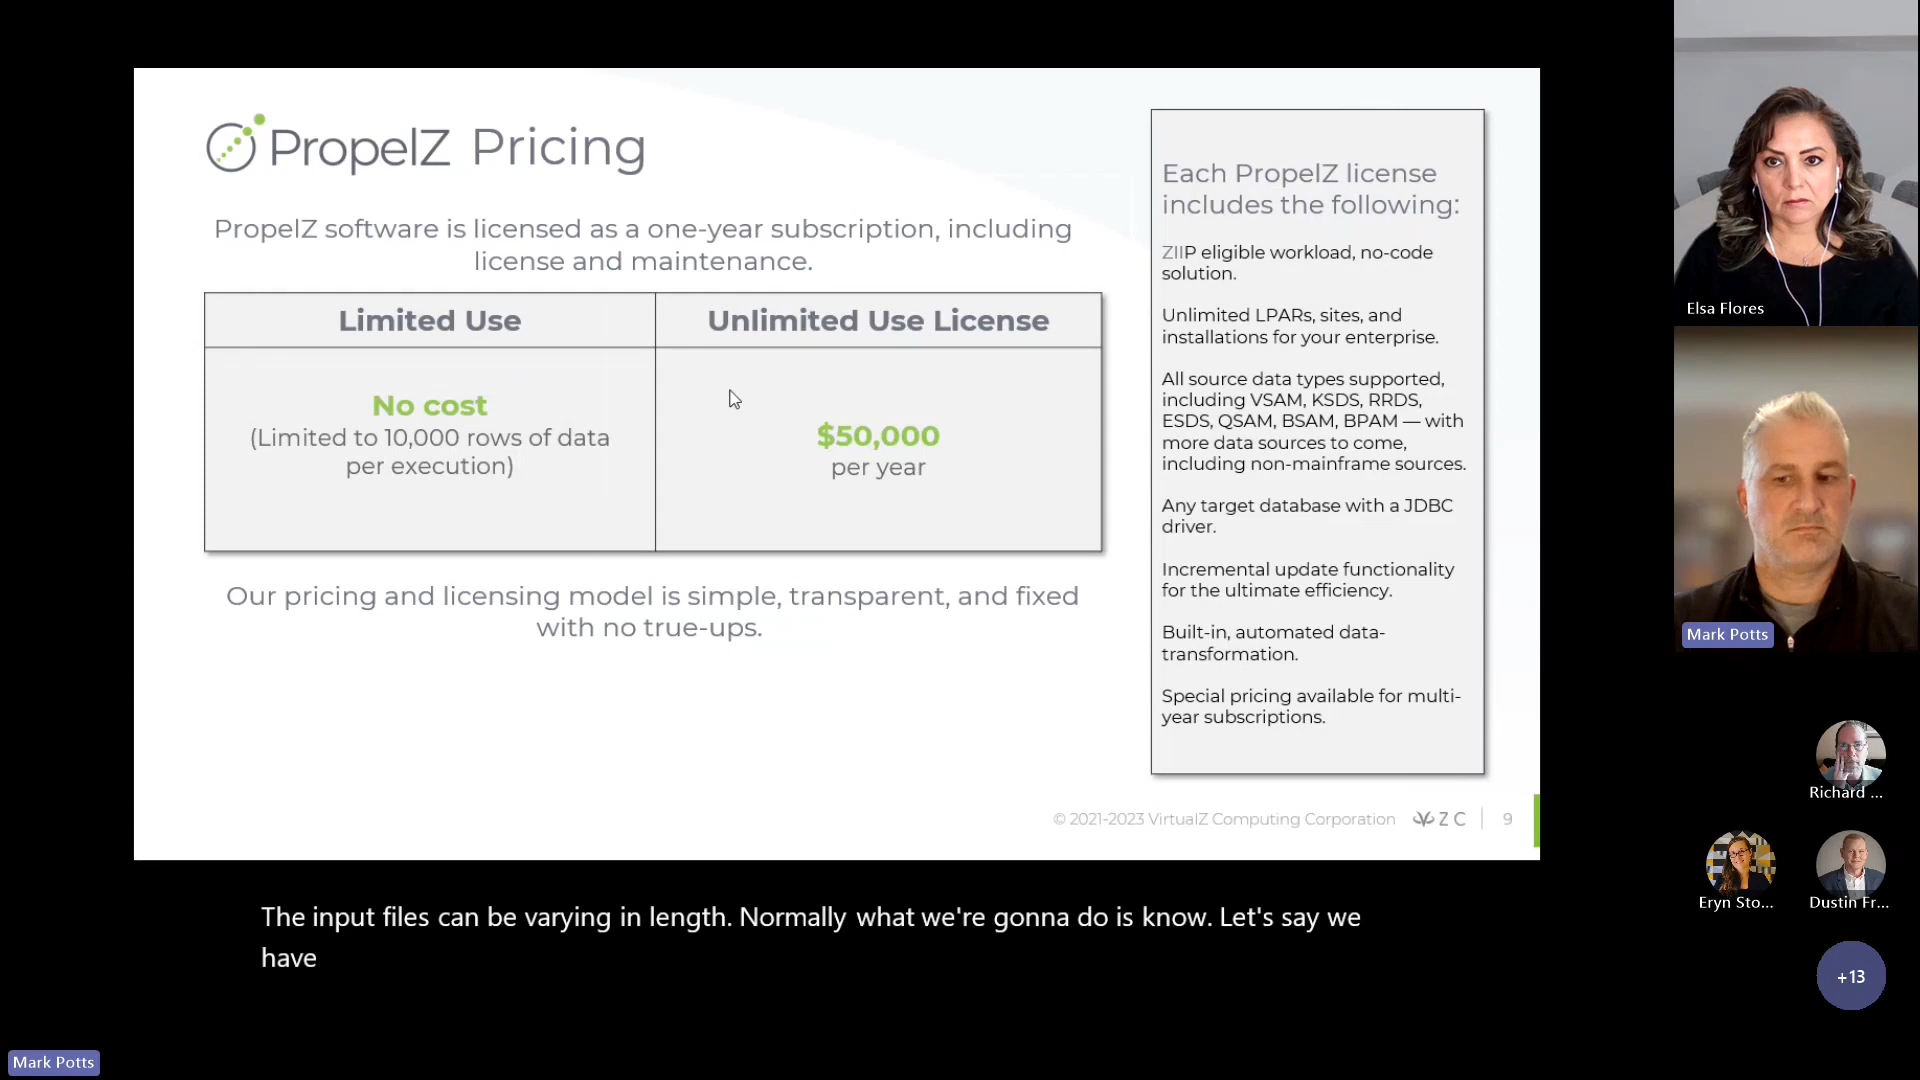 PropelZ Pricing
PropelZ software is licensed as a one-year subscription, including
license and maintenance.
Limited Use
Unlimited Use License
No cost
(Limited to 10,000 rows of data
per execution)
$50,000
per year
Our pricing and licensing model is simple, transparent, and fixed
with no true-ups.
Each PropelZ license
includes the following:
ZIIP eligible workload, no-code
solution.
Unlimited LPARs, sites, and
installations for your enterprise.
All source data types supported,
including VSAM, KSDS, RRDS,
ESDS, QSAM, BSAM, BPAM — with
more data sources to come,
including non-mainframe sources.
Any target database with a JDBC
driver.
Incremental update functionality
for the ultimate efficiency.
Built-in, automated data-
transformation.
Special pricing available for multi-
year subscriptions.
© 2021-2023 VirtualZ Computing Corporation
ZC
9
Elsa Flores
Mark Potts
Richard ...
Eryn Sto...
Dustin Fr...
+13
The input files can be varying in length. Normally what we're gonna do is know. Let's say we
have
Mark Potts